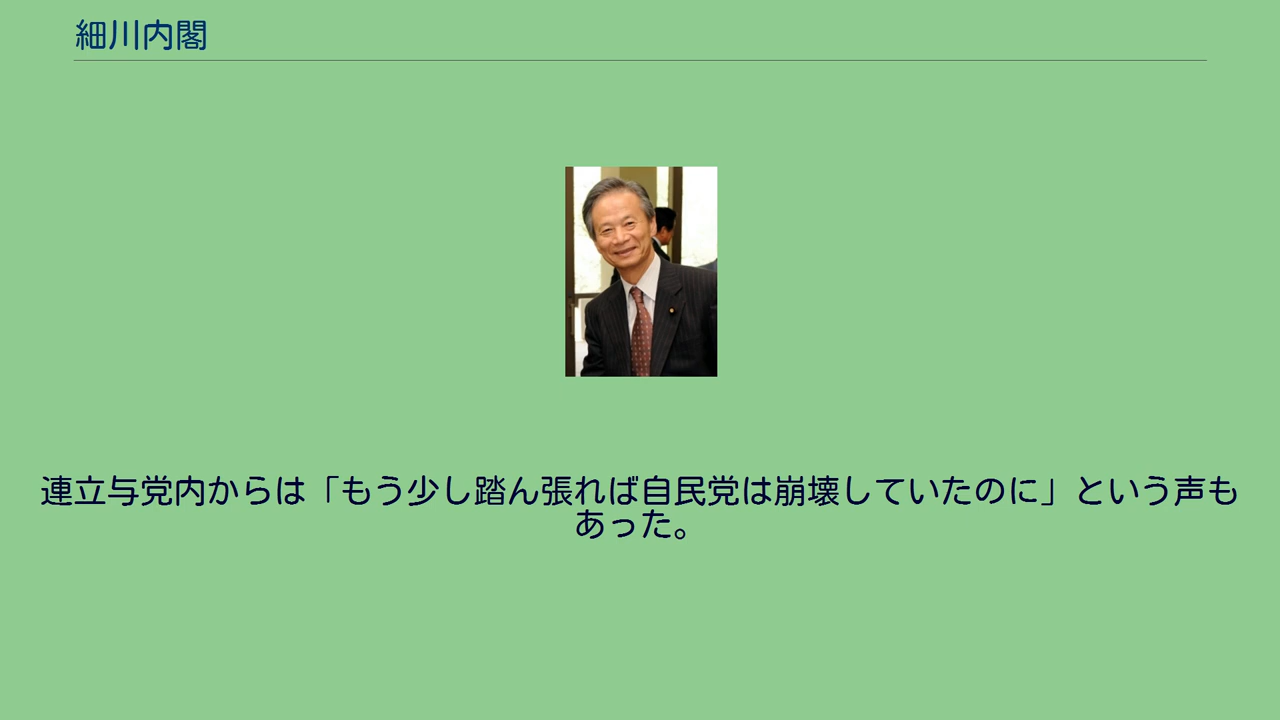 細川内閣
連立与党内からは「もう少し踏ん張れば自民党は崩壊していたのに」という声も
あった。